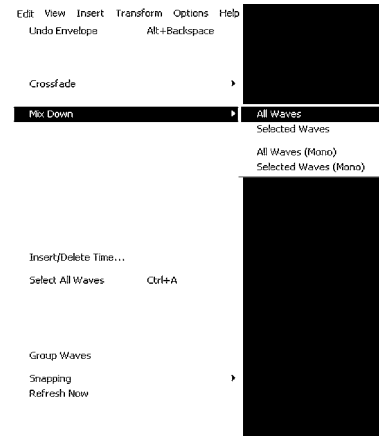 Edit View Insert Transform Options Help
Undo Envelope Alt+Backspace
Crossfade
Mix Down
All Waves
Selected Waves
All Waves (Mono)
Selected Waves (Mono)
Insert/Delete Time...
Select All Waves Ctrl+A
Group Waves
Snapping
Refresh Now